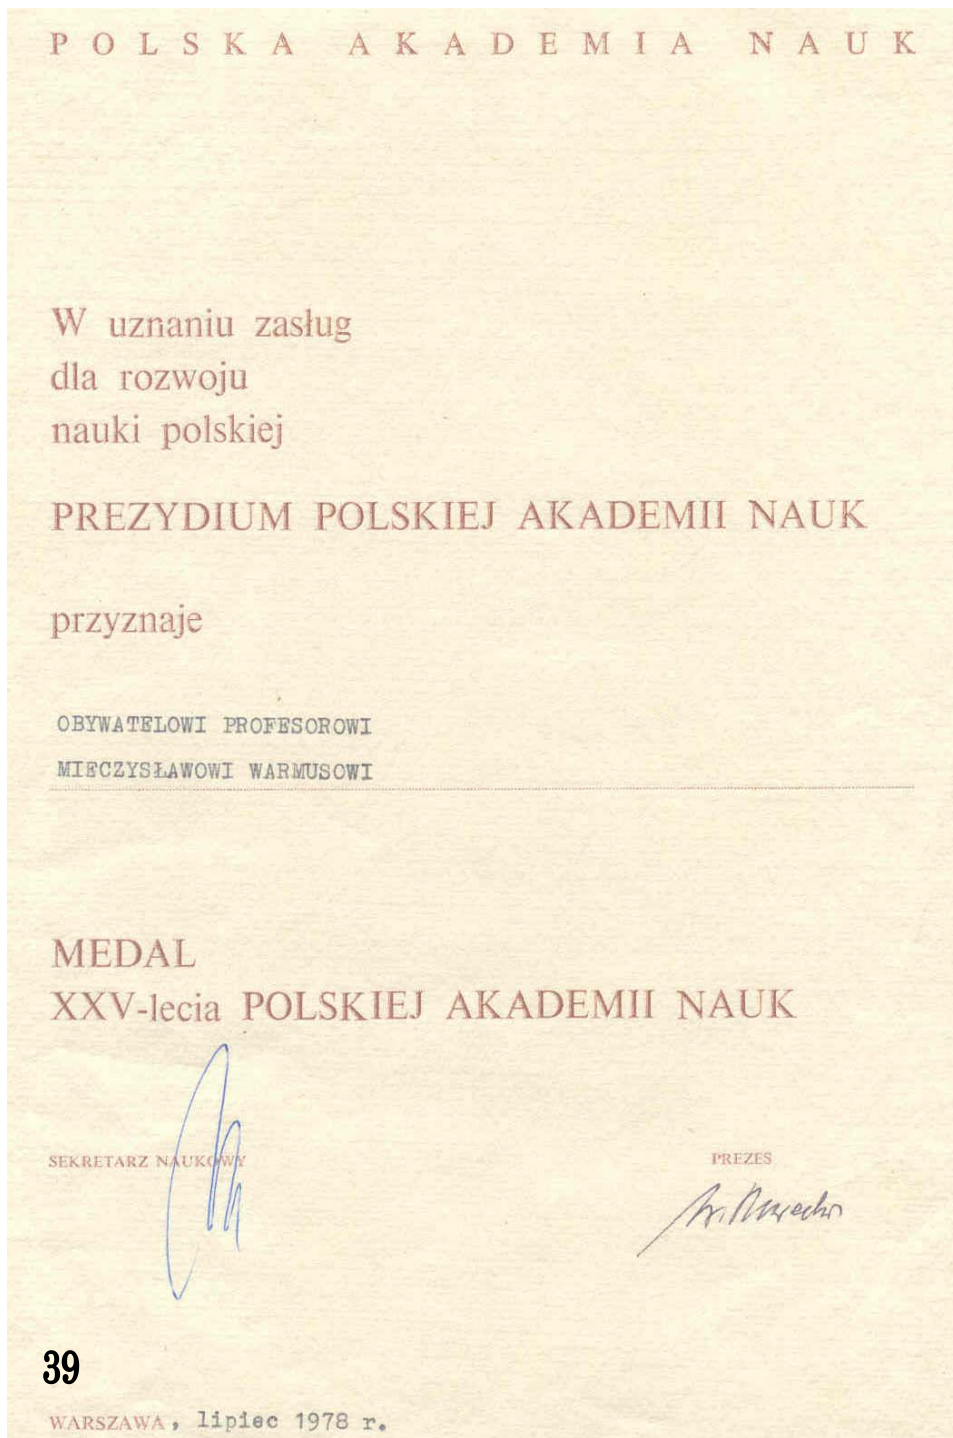 POLSKA AKADEMIA NAUK
W uznaniu zasług
dla rozwoju
nauki polskiej
PREZYDIUM POLSKIEJ AKADEMII NAUK
przyznaje
OBYWATELOWI PROFESOROWI
MIECZYSŁAWOWI WARMUSOWI
MEDAL
XXV-lecia POLSKIEJ AKADEMII NAUK
SEKRETARZ NAUKOWY
PREZES
39
WARSZAWA, lipiec 1978 r.